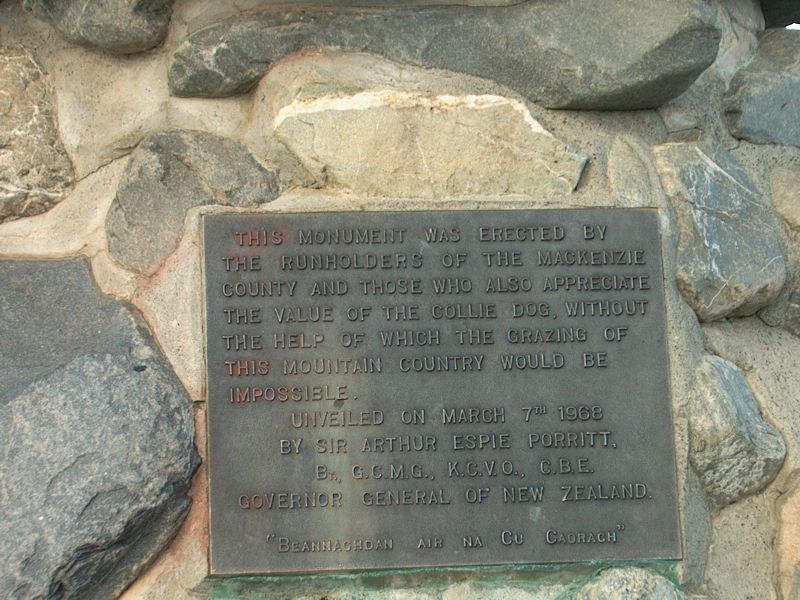 THIS MONUMENT WAS ERECTED BY
THE RUNHOLDERS OF THE MACKENZIE
COUNTY AND THOSE WHO ALSO APPRECIATE
THE VALUE OF THE COLLIE DOG, WITHOUT
THE HELP OF WHICH THE GRAZING OF
THIS MOUNTAIN COUNTRY WOULD BE
IMPOSSIBLE.
UNVEILED ON MARCH 7TH 1968
BY SIR ARTHUR ESPIE PORRITT,
BT., G.C.M.G., K.C.V.O., C.B.E.
GOVERNOR GENERAL OF NEW ZEALAND.
"BEANNACHDAN AIR NA CU CAORACH"